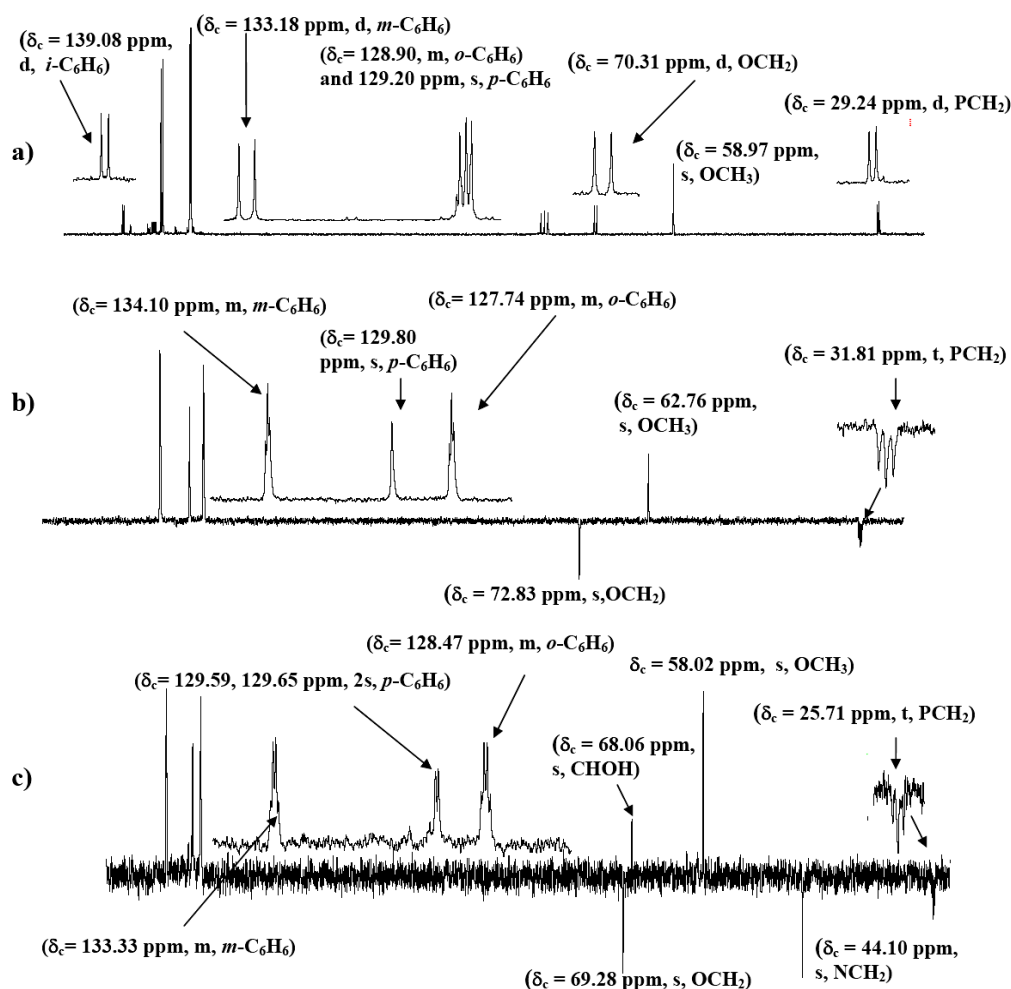 a)
(δc = 139.08 ppm,
d, i-C6H6)
(δc = 133.18 ppm, d, m-C6H6)
(δc= 128.90, m, o-C6H6)
and 129.20 ppm, s, p-C6H6
(δc = 70.31 ppm, d, OCH2)
(δc = 58.97 ppm,
s, OCH3)
(δc = 29.24 ppm, d, PCH2)
b)
(δc= 134.10 ppm, m, m-C6H6)
(δc= 129.80
ppm, s, p-C6H6)
(δc= 127.74 ppm, m, o-C6H6)
(δc = 62.76 ppm,
s, OCH3)
(δc = 31.81 ppm, t, PCH2)
(δc = 72.83 ppm, s,OCH2)
c)
(δc= 128.47 ppm, m, o-C6H6)
(δc= 129.59, 129.65 ppm, 2s, p-C6H6)
δc = 58.02 ppm, s, OCH3)
(δc = 25.71 ppm, t, PCH2)
(δc = 68.06 ppm,
s, CHOH)
(δc= 133.33 ppm, m, m-C6H6)
(δc = 69.28 ppm, s, OCH2)
(δc = 44.10 ppm,
s, NCH2)